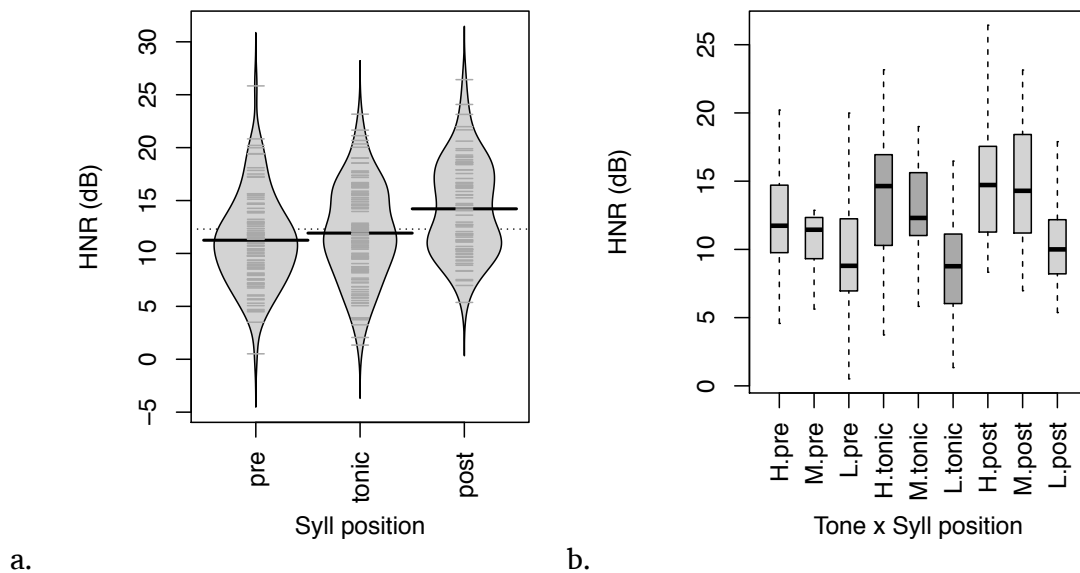 HNR (dB)
30
25
20
15
10
5
0
−5
pre
tonic
post
Syll position
a.
HNR (dB)
25
20
15
10
5
0
H.pre
M.pre
L.pre
H.tonic
M.tonic
L.tonic
H.post
M.post
L.post
Tone x Syll position
b.